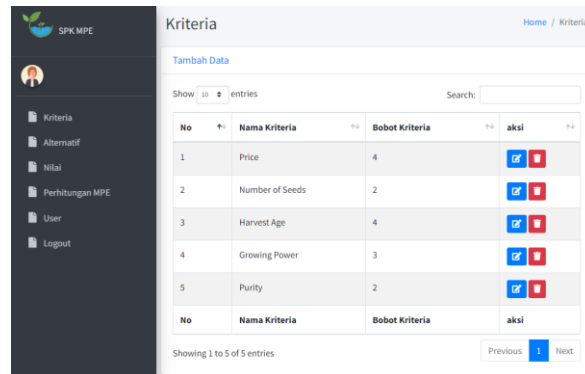 SPK MPE
Kriteria
Alternatif
Nilai
Perhitungan MPE
User
Logout
Kriteria
Home / Kriteria
Tambah Data
Show 10 entries
Search:
No Nama Kriteria Bobot Kriteria aksi
1 Price 4
2 Number of Seeds 2
3 Harvest Age 4
4 Growing Power 3
5 Purity 2
No Nama Kriteria Bobot Kriteria aksi
Showing 1 to 5 of 5 entries
Previous 1 Next